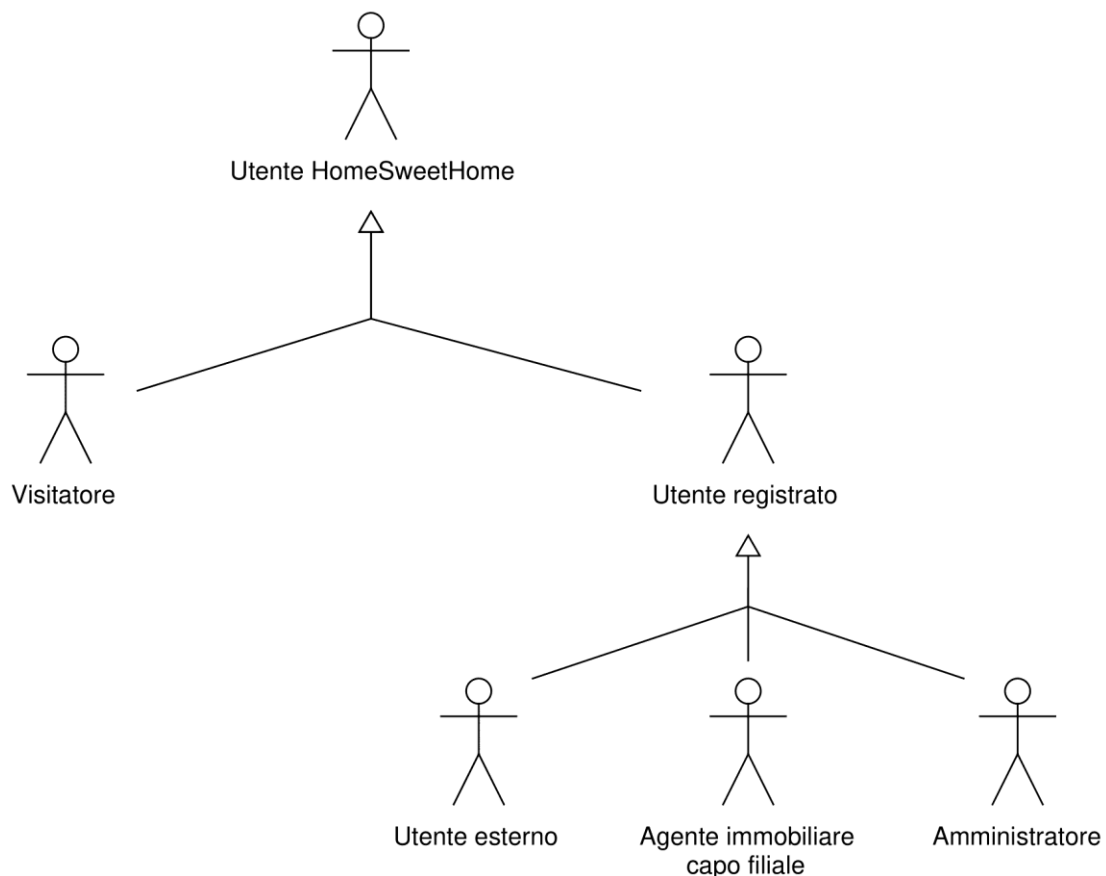 Utente HomeSweetHome
Visitatore
Utente registrato
Utente esterno
Agente immobiliare
capo filiale
Amministratore